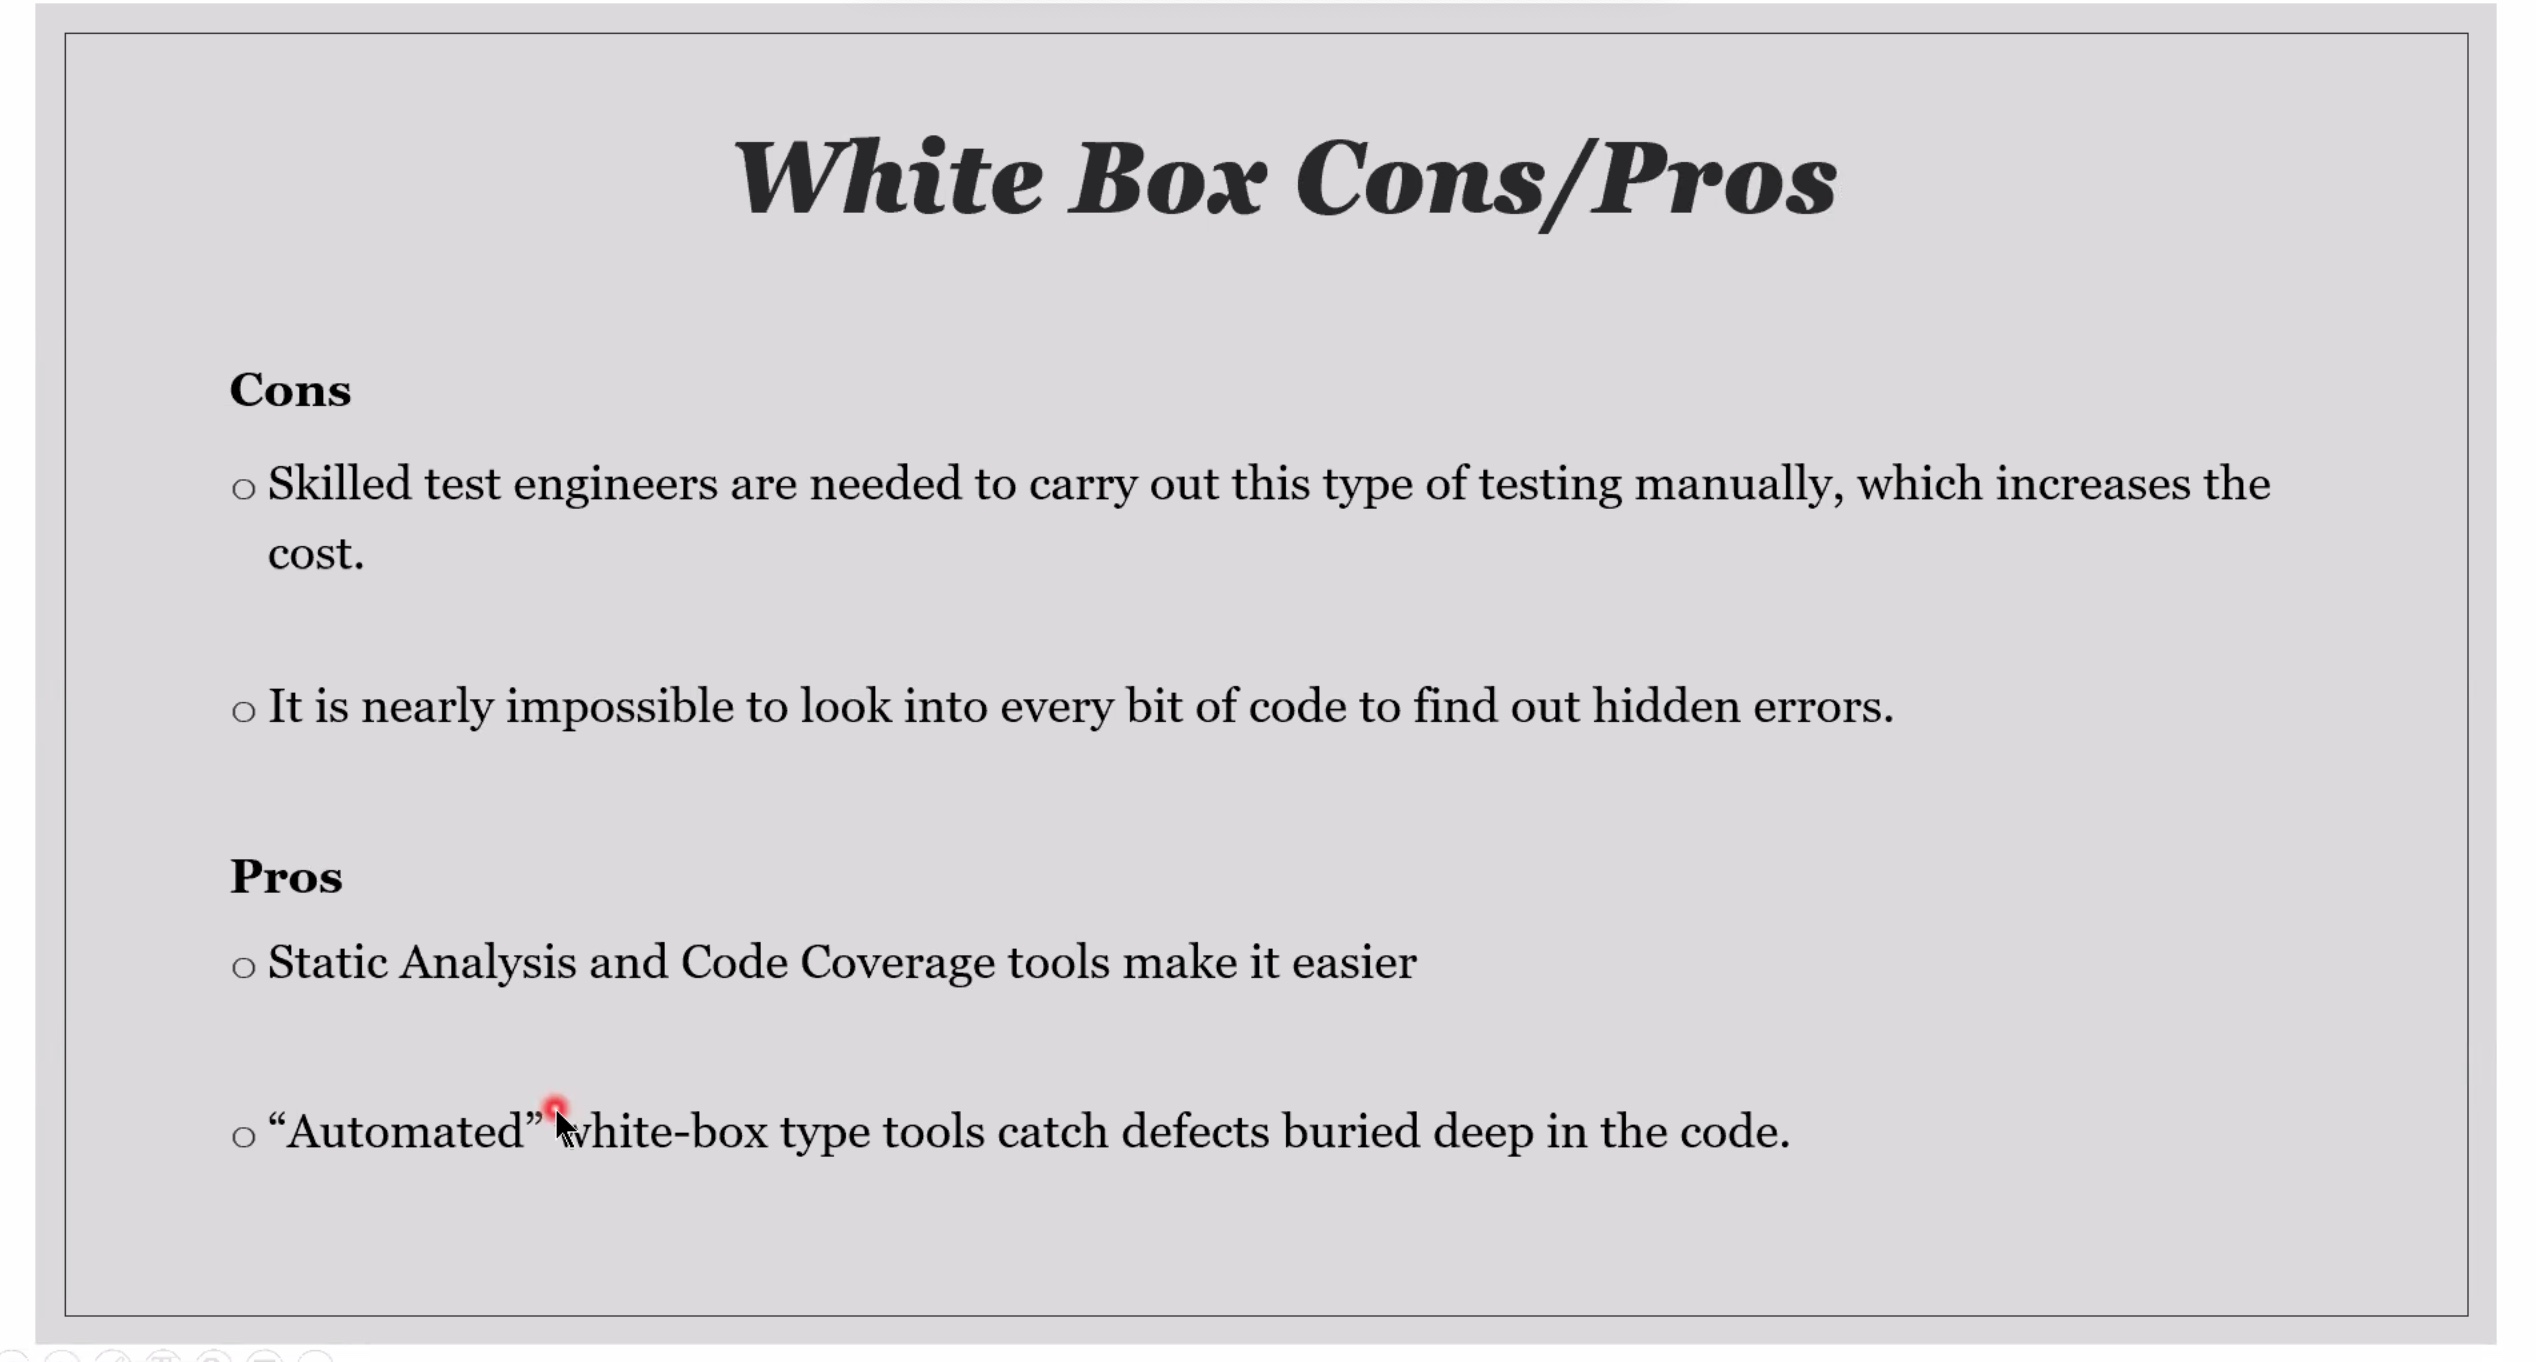 White Box Cons/Pros
Cons
o Skilled test engineers are needed to carry out this type of testing manually, which increases the
cost.
o It is nearly impossible to look into every bit of code to find out hidden errors.
Pros
o Static Analysis and Code Coverage tools make it easier
o “Automated” white-box type tools catch defects buried deep in the code.